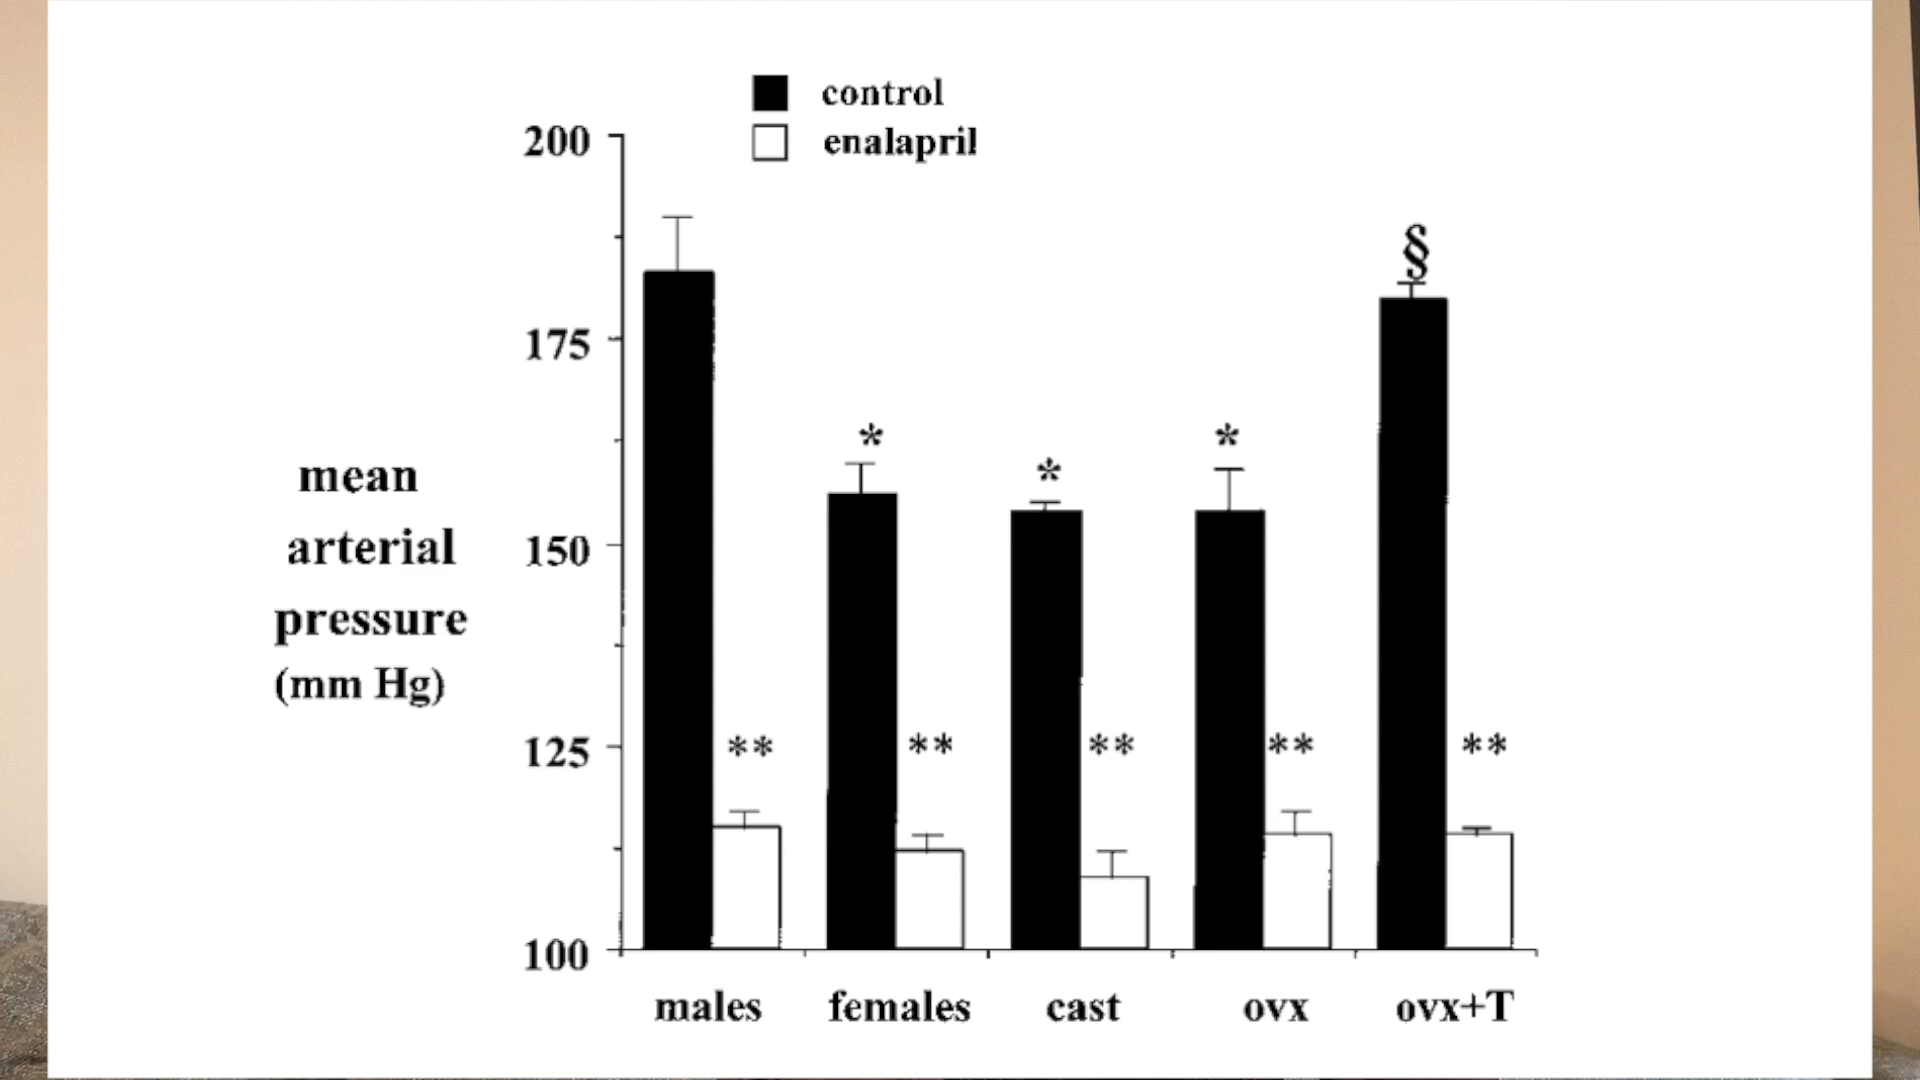 control
enalapril
200
175
150
125
100
mean
arterial
pressure
(mm Hg)
§
*
*
*
**
**
**
**
**
males
females
cast
ovx
ovx+T